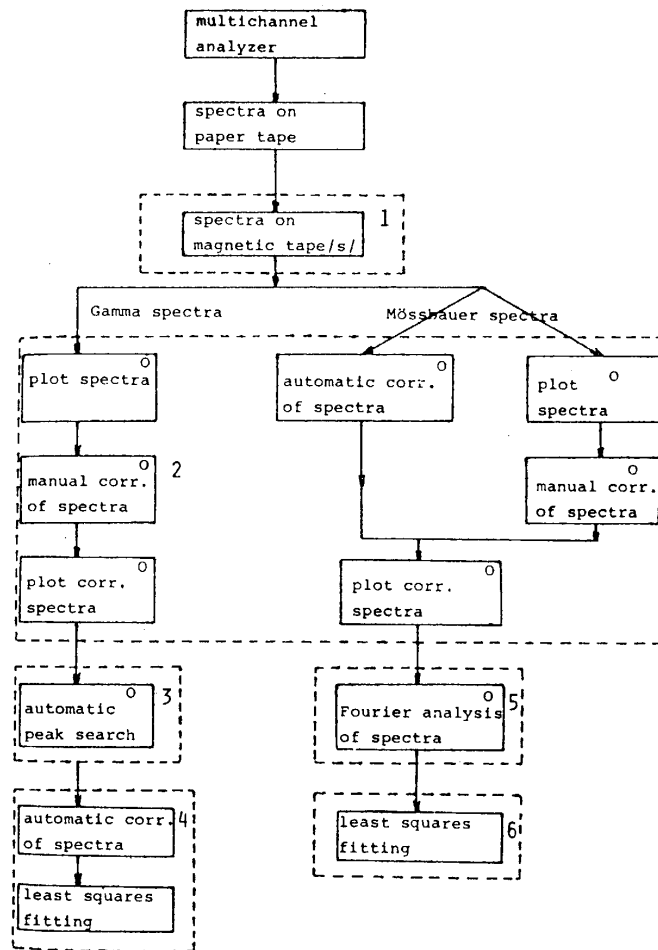 multichannel
analyzer
spectra on
paper tape
spectra on
magnetic tape/s/
1
Gamma spectra
Mössbauer spectra
O
plot spectra
O
automatic corr.
of spectra
O
plot
spectra
O
manual corr.
of spectra
2
O
manual corr.
of spectra
O
plot corr.
spectra
O
plot corr.
spectra
O
automatic
peak search
3
O
Fourier analysis
of spectra
5
automatic corr.
of spectra
4
least squares
fitting
6
least squares
fitting